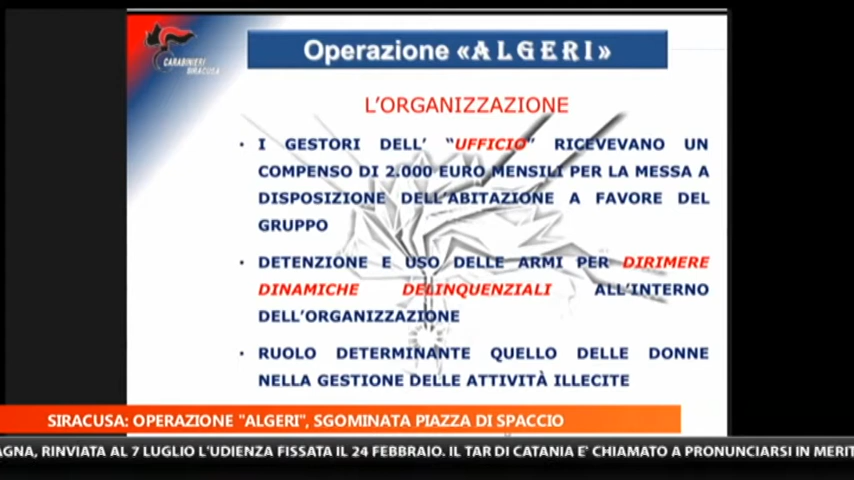 CARABINIERI
SIRACUSA
Operazione «ALGERI»
L'ORGANIZZAZIONE
• I GESTORI DELL' "UFFICIO" RICEVEVANO UN
COMPENSO DI 2.000 EURO MENSILI PER LA MESSA A
DISPOSIZIONE DELL'ABITAZIONE A FAVORE DEL
GRUPPO
• DETENZIONE E USO DELLE ARMI PER DIRIMERE
DINAMICHE DELINQUENZIALI ALL'INTERNO
DELL'ORGANIZZAZIONE
• RUOLO DETERMINANTE QUELLO DELLE DONNE
NELLA GESTIONE DELLE ATTIVITÀ ILLECITE
SIRACUSA: OPERAZIONE "ALGERI", SGOMINATA PIAZZA DI SPACCIO
AGNA, RINVIATA AL 7 LUGLIO L'UDIENZA FISSATA IL 24 FEBBRAIO. IL TAR DI CATANIA E' CHIAMATO A PRONUNCIARSI IN MERIT